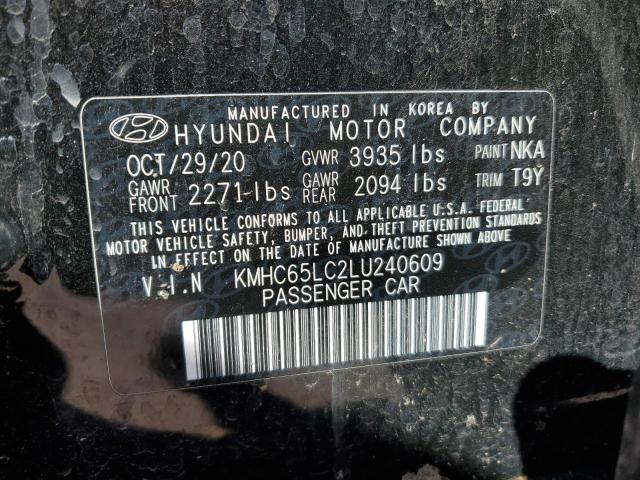 MANUFACTURED IN KOREA BY
HYUNDAI MOTOR COMPANY
OCT/29/20 GVWR 3935 lbs PAINT NKA
GAWR FRONT 2271 lbs GAWR REAR 2094 lbs TRIM T9Y
THIS VEHICLE CONFORMS TO ALL APPLICABLE U.S.A. FEDERAL
MOTOR VEHICLE SAFETY, BUMPER, AND THEFT PREVENTION STANDARDS
IN EFFECT ON THE DATE OF MANUFACTURE SHOWN ABOVE
V.I.N KMHC65LC2LU240609
PASSENGER CAR